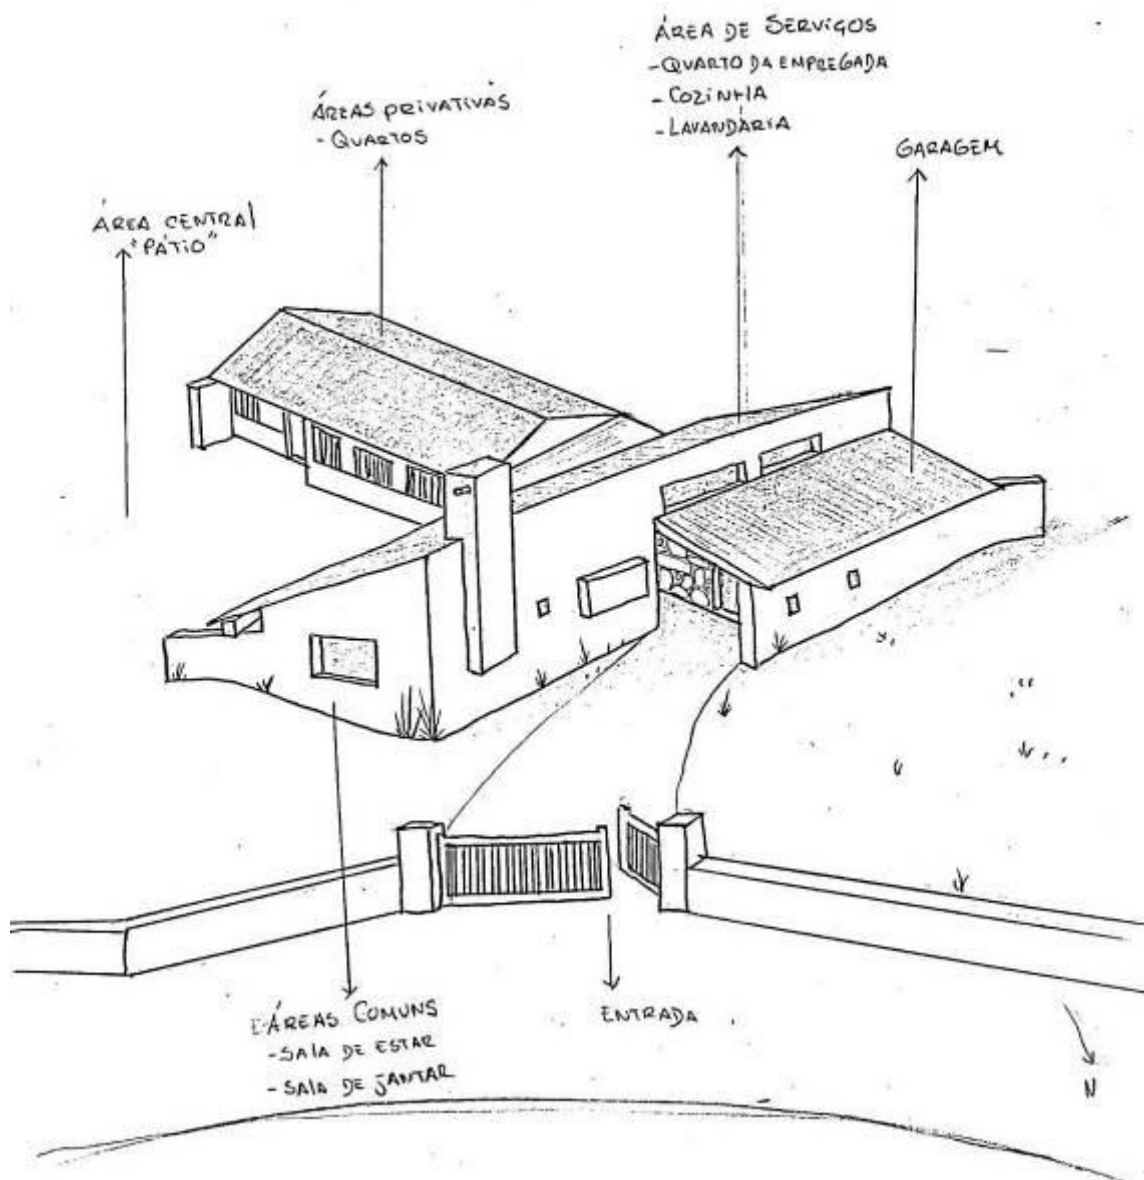 ÁREA DE SERVIÇOS
- QUARTO DA EMPREGADA
- COZINHA
- LAVANDÁRIA
ÁREAS PRIVATIVAS
- QUARTOS
GARAGEM
ÁREA CENTRAL
"PÁTIO"
ÁREAS COMUNS
- SALA DE ESTAR
- SALA DE JANTAR
ENTRADA
N